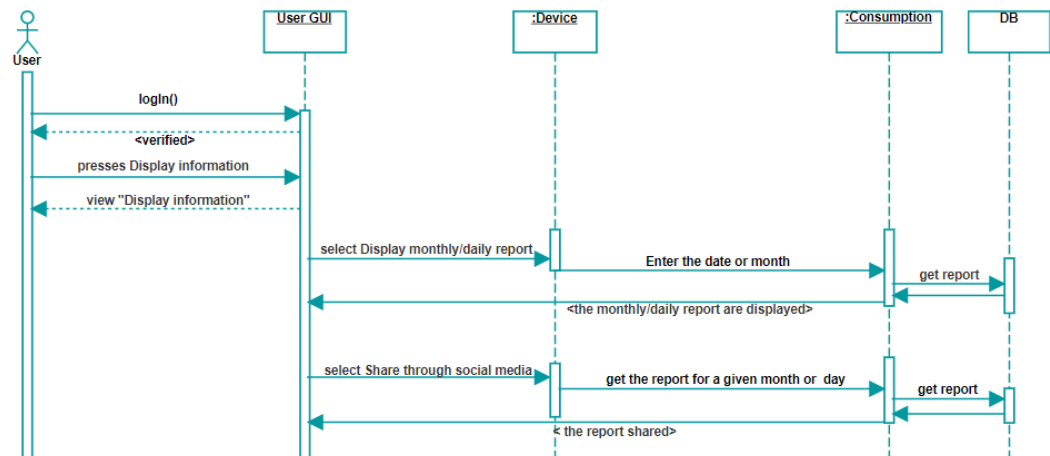 User GUI
:Device
:Consumption
DB
User
logIn()
<verified>
presses Display information
view "Display information"
select Display monthly/daily report
Enter the date or month
get report
<the monthly/daily report are displayed>
select Share through social media
get the report for a given month or day
get report
< the report shared>